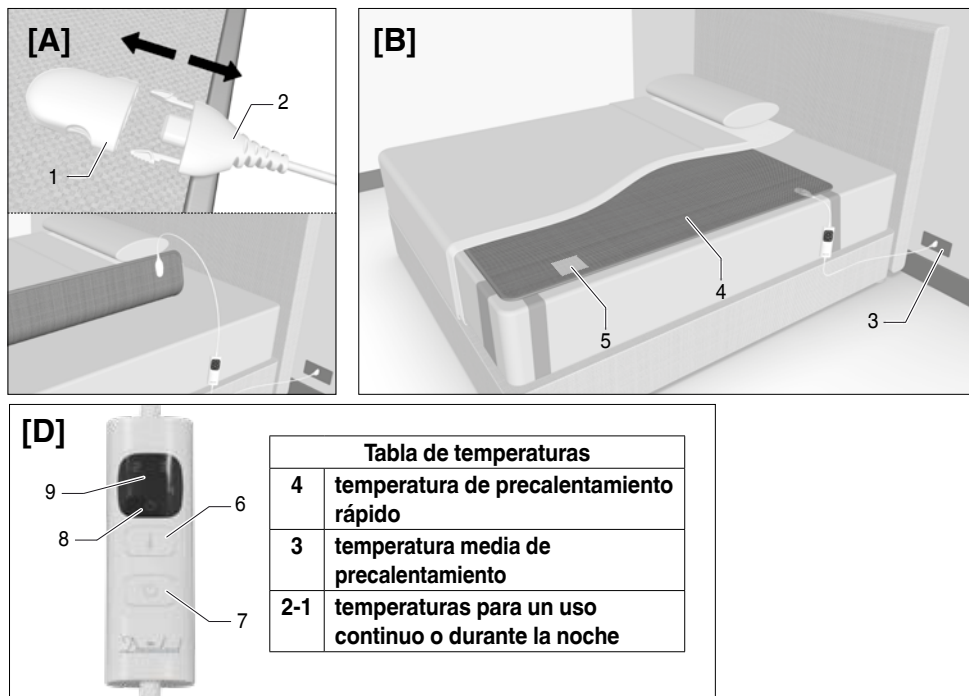 [A]
2
1
[B]
4
5
3
[D]
9
8
6
7
Tabla de temperaturas
4 temperatura de precalentamiento
rápido
3 temperatura media de
precalentamiento
2-1 temperaturas para un uso
continuo o durante la noche